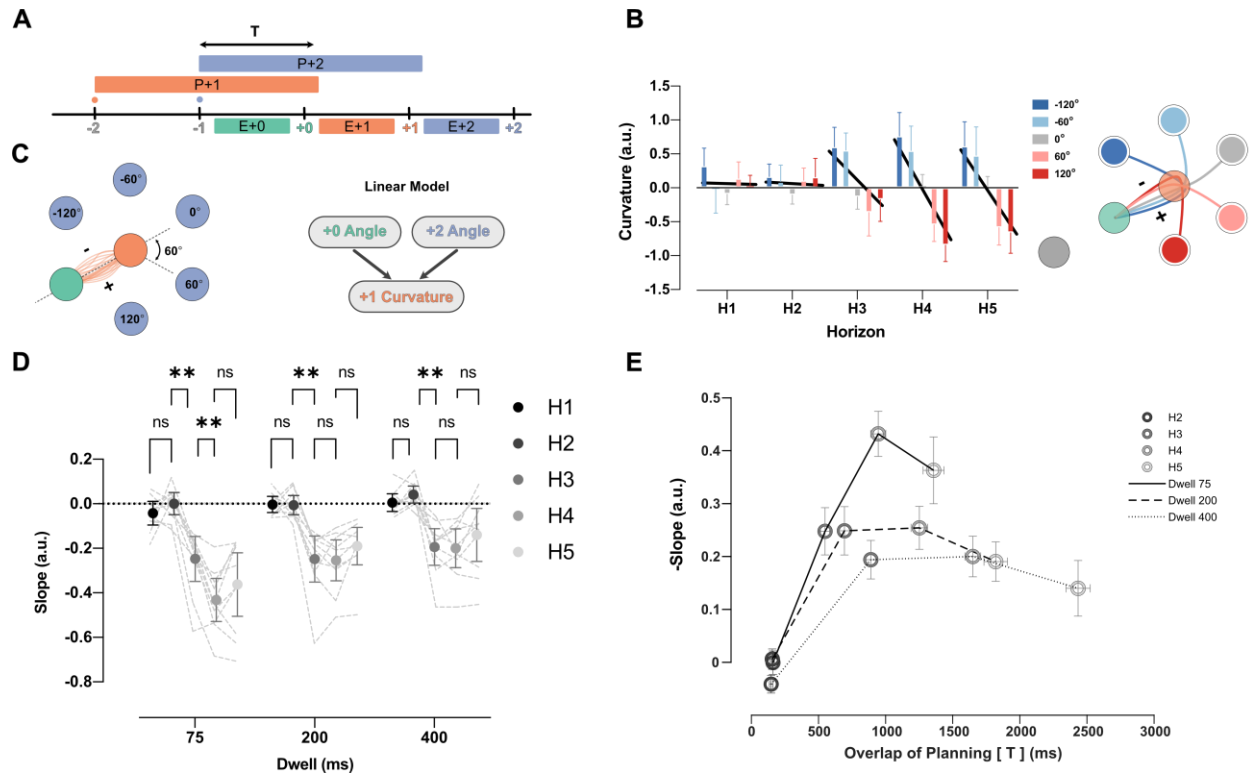 A
T
P+2
P+1
-2
-1
E+0
+0
E+1
+1
E+2
+2
B
Curvature (a.u.)
1.5
1.0
0.5
0.0
-0.5
-1.0
-1.5
H1
H2
H3
H4
H5
Horizon
-120°
-60°
0°
60°
120°
-
+
C
-60°
-120°
0°
60°
60°
120°
-
+
Linear Model
+0 Angle
+2 Angle
+1 Curvature
D
** ns ** ns ** ns
ns ** ns ns ns ns
Slope (a.u.)
0.2
0.0
-0.2
-0.4
-0.6
-0.8
75
200
400
Dwell (ms)
H1
H2
H3
H4
H5
E
-Slope (a.u.)
0.5
0.4
0.3
0.2
0.1
0
0
500
1000
1500
2000
2500
3000
Overlap of Planning [ T ] (ms)
H2
H3
H4
H5
Dwell 75
Dwell 200
Dwell 400